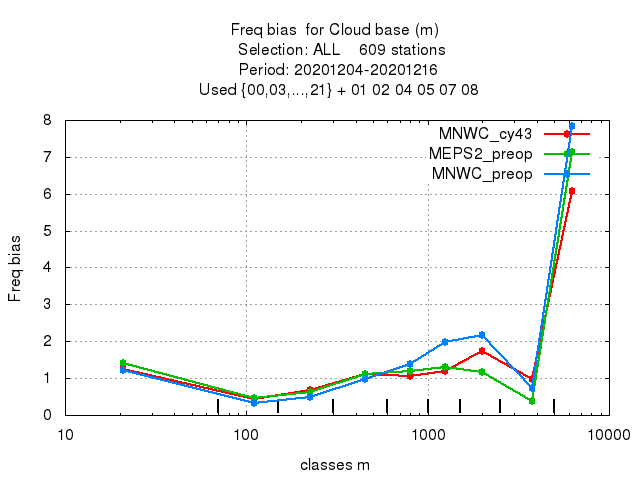 Freq bias  for Cloud base (m)
Selection: ALL    609 stations
Period: 20201204-20201216
Used {00,03,...,21} + 01 02 04 05 07 08
MNWC_cy43
MEPS2_preop
MNWC_preop
Freq bias
8
7
6
5
4
3
2
1
0
10
100
1000
10000
classes m